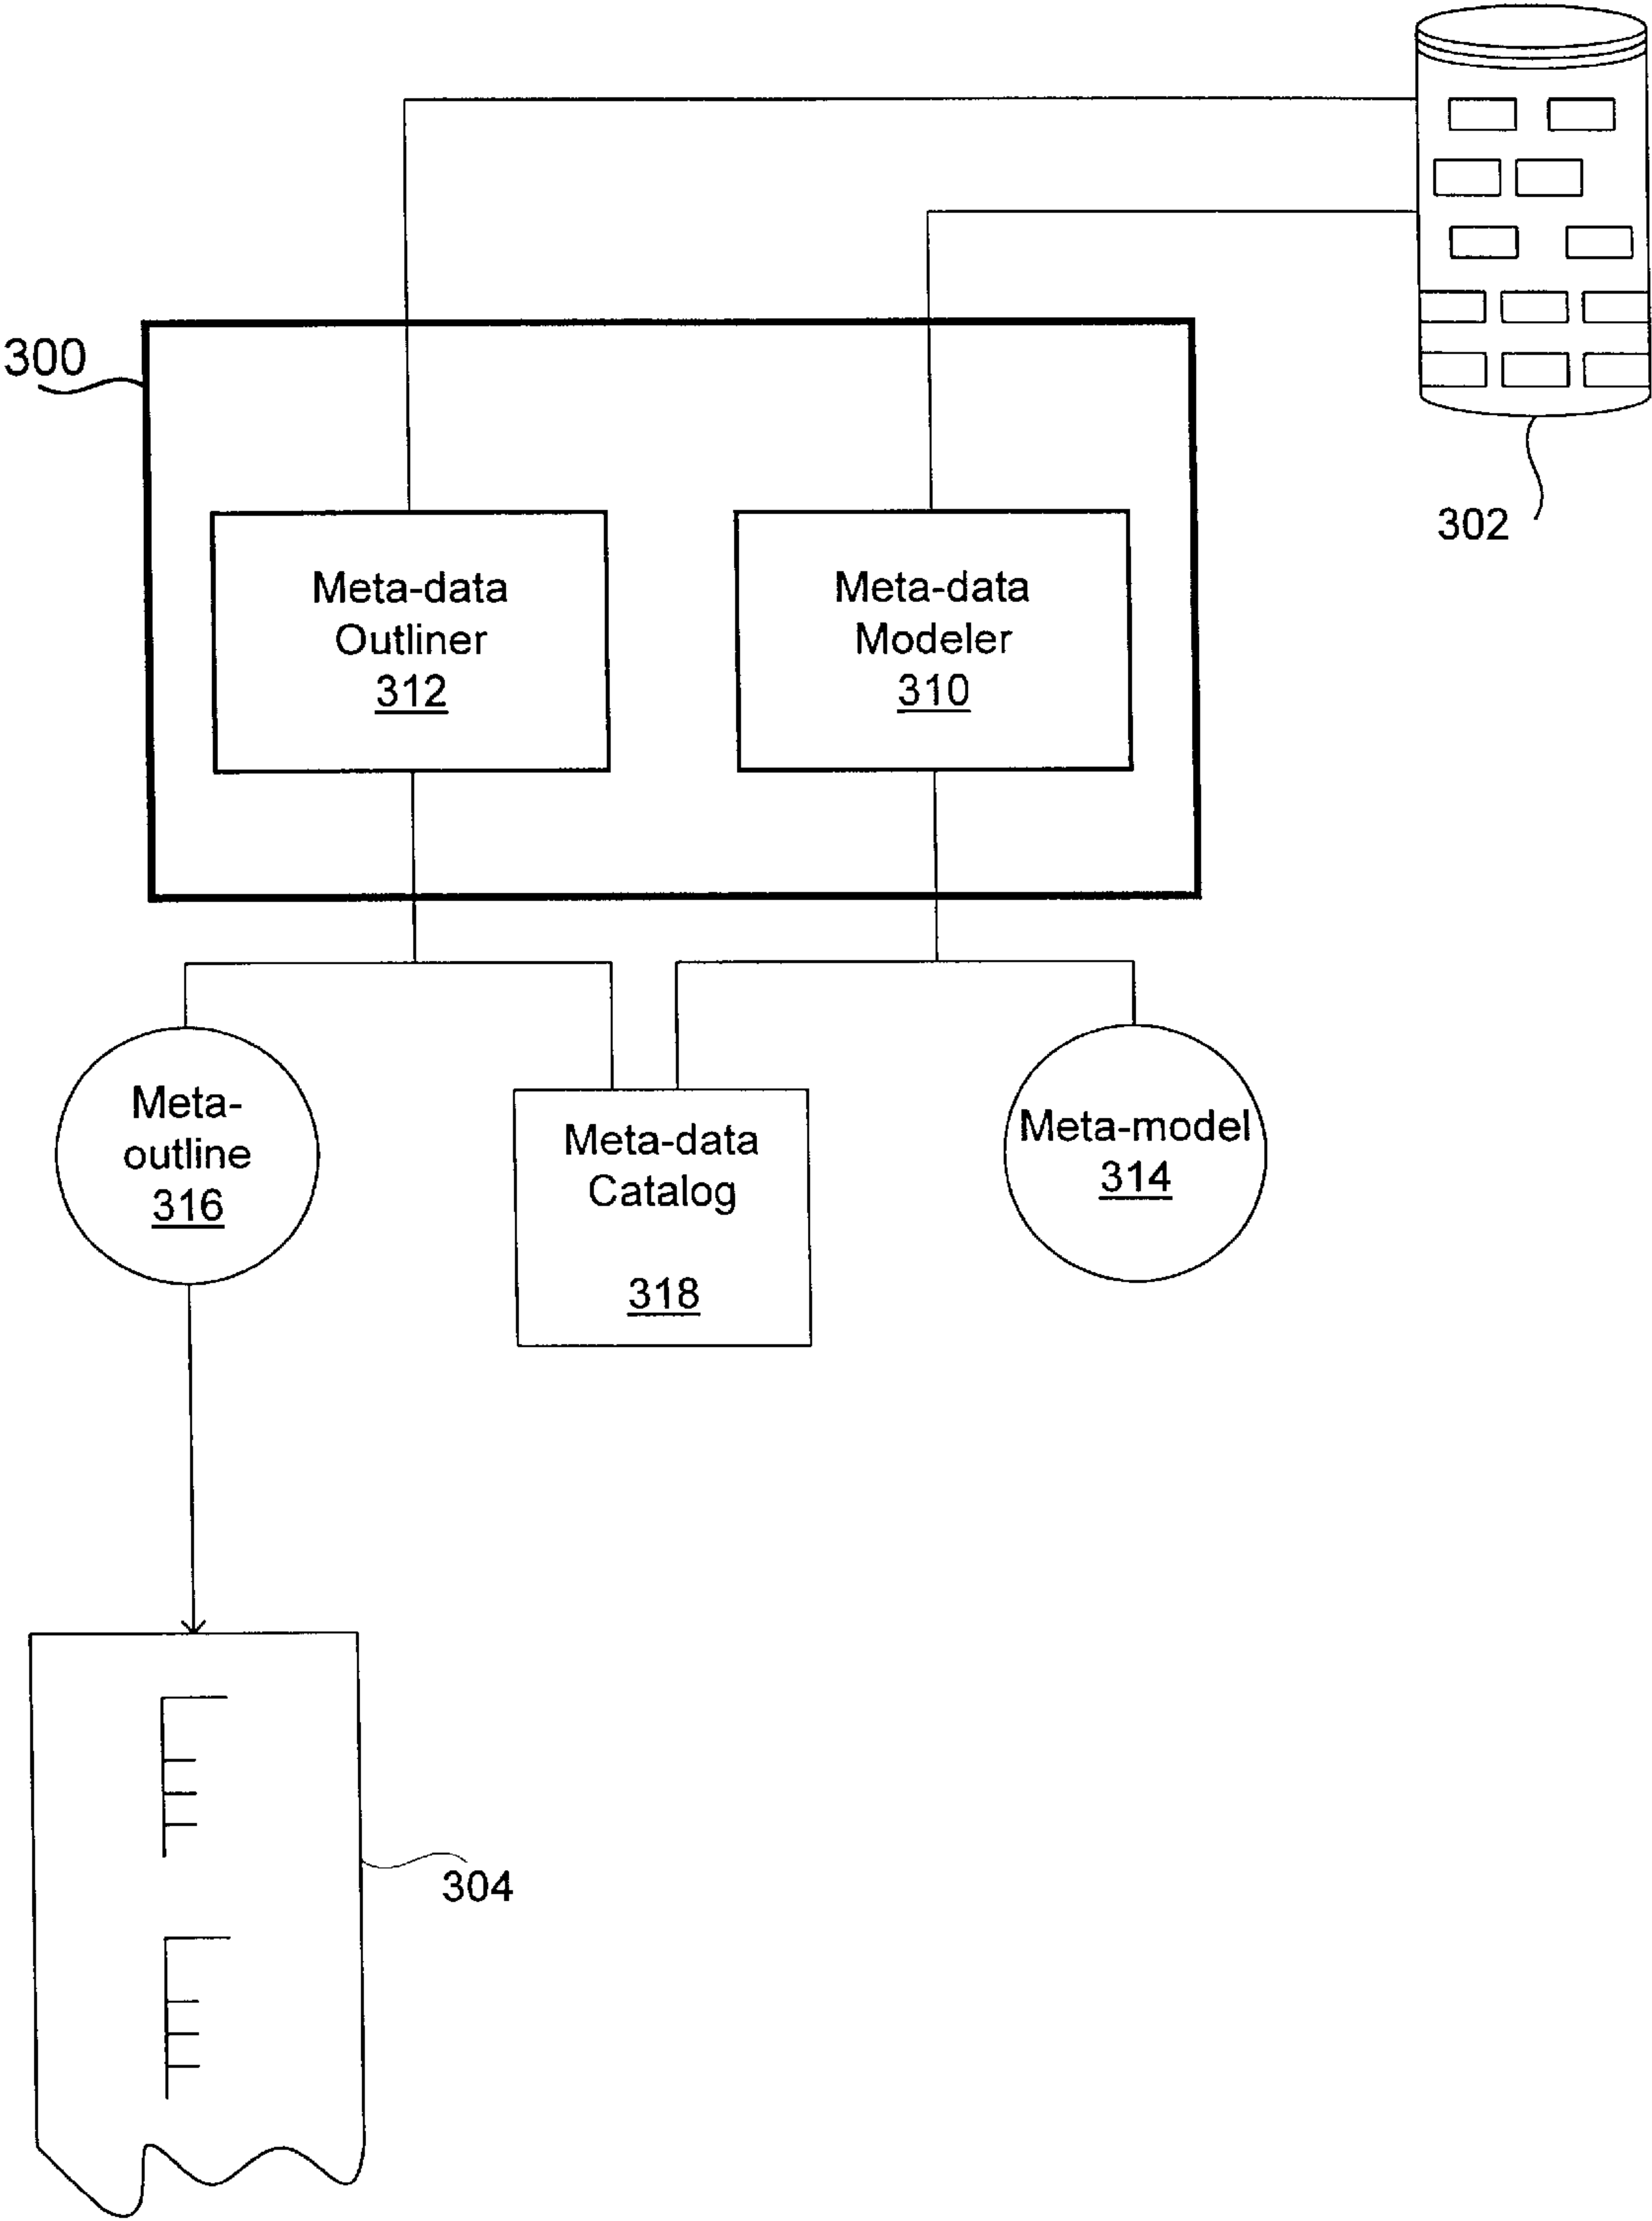 300
302
Meta-data
Outliner
312
Meta-data
Modeler
310
Meta-
outline
316
Meta-data
Catalog
318
Meta-model
314
304